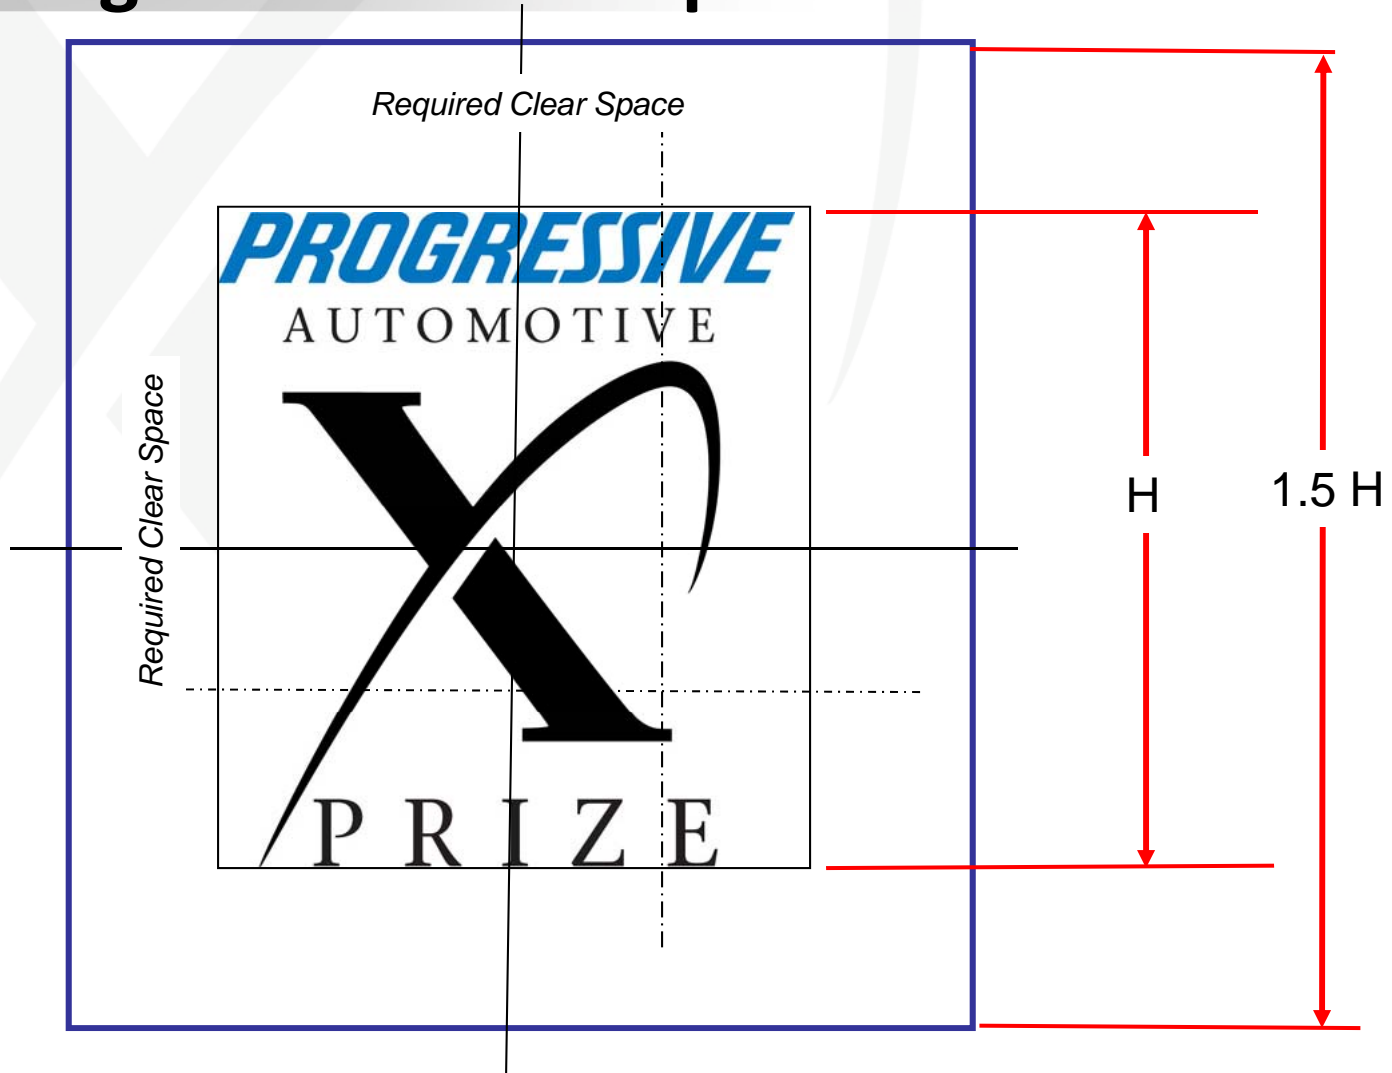 Required Clear Space
PROGRESSIVE
AUTOMOTIVE
X
PRIZE
Required Clear Space
H
1.5 H